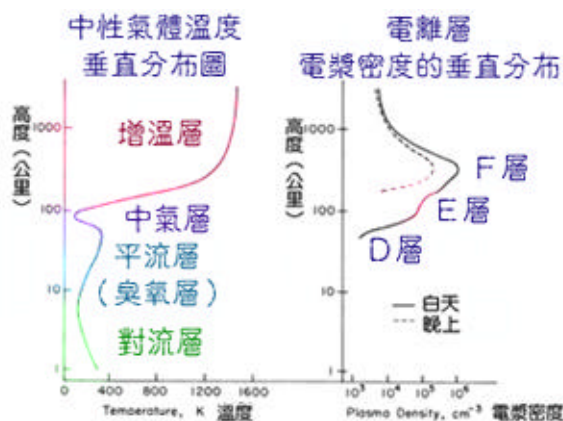 中性氣體溫度
垂直分布圖
高度(公里)
1000
100
10
1
增溫層
中氣層
平流層
(臭氧層)
對流層
0 400 800 1200 1600
Temoerature, K 溫度
電離層
電漿密度的垂直分布
高度(公里)
1000
100
10
1
F層
E層
D層
白天
晚上
10³ 10⁴ 10⁵ 10⁶
Plasma Density, cm⁻³ 電漿密度